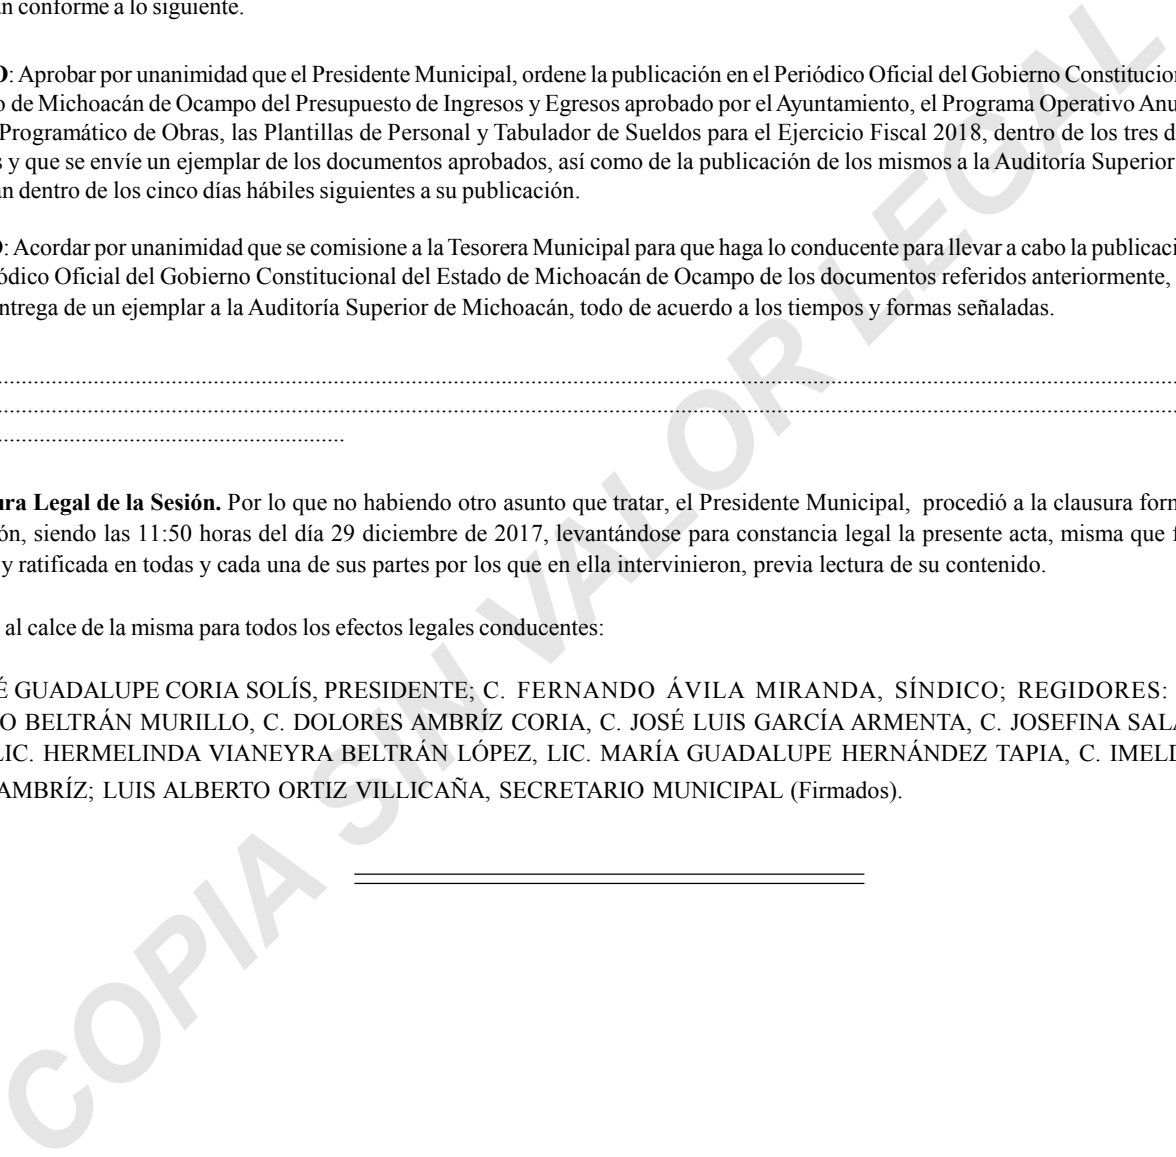 n conforme a lo siguiente.
O: Aprobar por unanimidad que el Presidente Municipal, ordene la publicación en el Periódico Oficial del Gobierno Constitucion
o de Michoacán de Ocampo del Presupuesto de Ingresos y Egresos aprobado por el Ayuntamiento, el Programa Operativo Anu
Programático de Obras, las Plantillas de Personal y Tabulador de Sueldos para el Ejercicio Fiscal 2018, dentro de los tres d
s y que se envíe un ejemplar de los documentos aprobados, así como de la publicación de los mismos a la Auditoría Superior
án dentro de los cinco días hábiles siguientes a su publicación.
O: Acordar por unanimidad que se comisione a la Tesorera Municipal para que haga lo conducente para llevar a cabo la publicaci
ódico Oficial del Gobierno Constitucional del Estado de Michoacán de Ocampo de los documentos referidos anteriormente,
ntrega de un ejemplar a la Auditoría Superior de Michoacán, todo de acuerdo a los tiempos y formas señaladas.
ura Legal de la Sesión. Por lo que no habiendo otro asunto que tratar, el Presidente Municipal, procedió a la clausura form
ón, siendo las 11:50 horas del día 29 diciembre de 2017, levantándose para constancia legal la presente acta, misma que f
y ratificada en todas y cada una de sus partes por los que en ella intervinieron, previa lectura de su contenido.
al calce de la misma para todos los efectos legales conducentes:
É GUADALUPE CORIA SOLÍS, PRESIDENTE; C. FERNANDO ÁVILA MIRANDA, SÍNDICO; REGIDORES:
O BELTRÁN MURILLO, C. DOLORES AMBRÍZ CORIA, C. JOSÉ LUIS GARCÍA ARMENTA, C. JOSEFINA SALA
LIC. HERMELINDA VIANEYRA BELTRÁN LÓPEZ, LIC. MARÍA GUADALUPE HERNÁNDEZ TAPIA, C. IMELD
AMBRÍZ; LUIS ALBERTO ORTIZ VILLICAÑA, SECRETARIO MUNICIPAL (Firmados).
COPIA SIN VALOR LEGAL